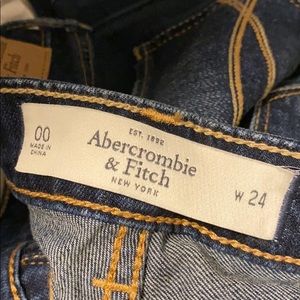 00
MADE IN
CHINA
EST. 1892
Abercrombie
& Fitch
NEW YORK
W 24